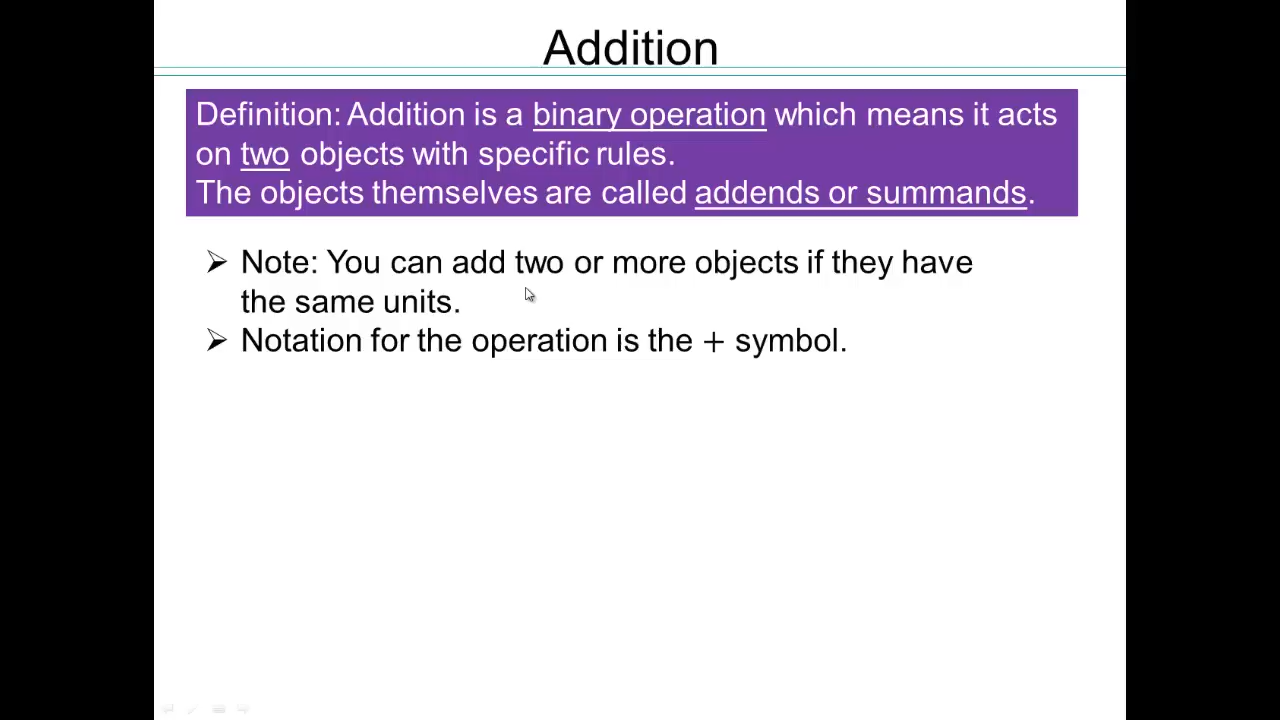 Addition
Definition: Addition is a binary operation which means it acts
on two objects with specific rules.
The objects themselves are called addends or summands.
➢ Note: You can add two or more objects if they have
the same units.
➢ Notation for the operation is the + symbol.